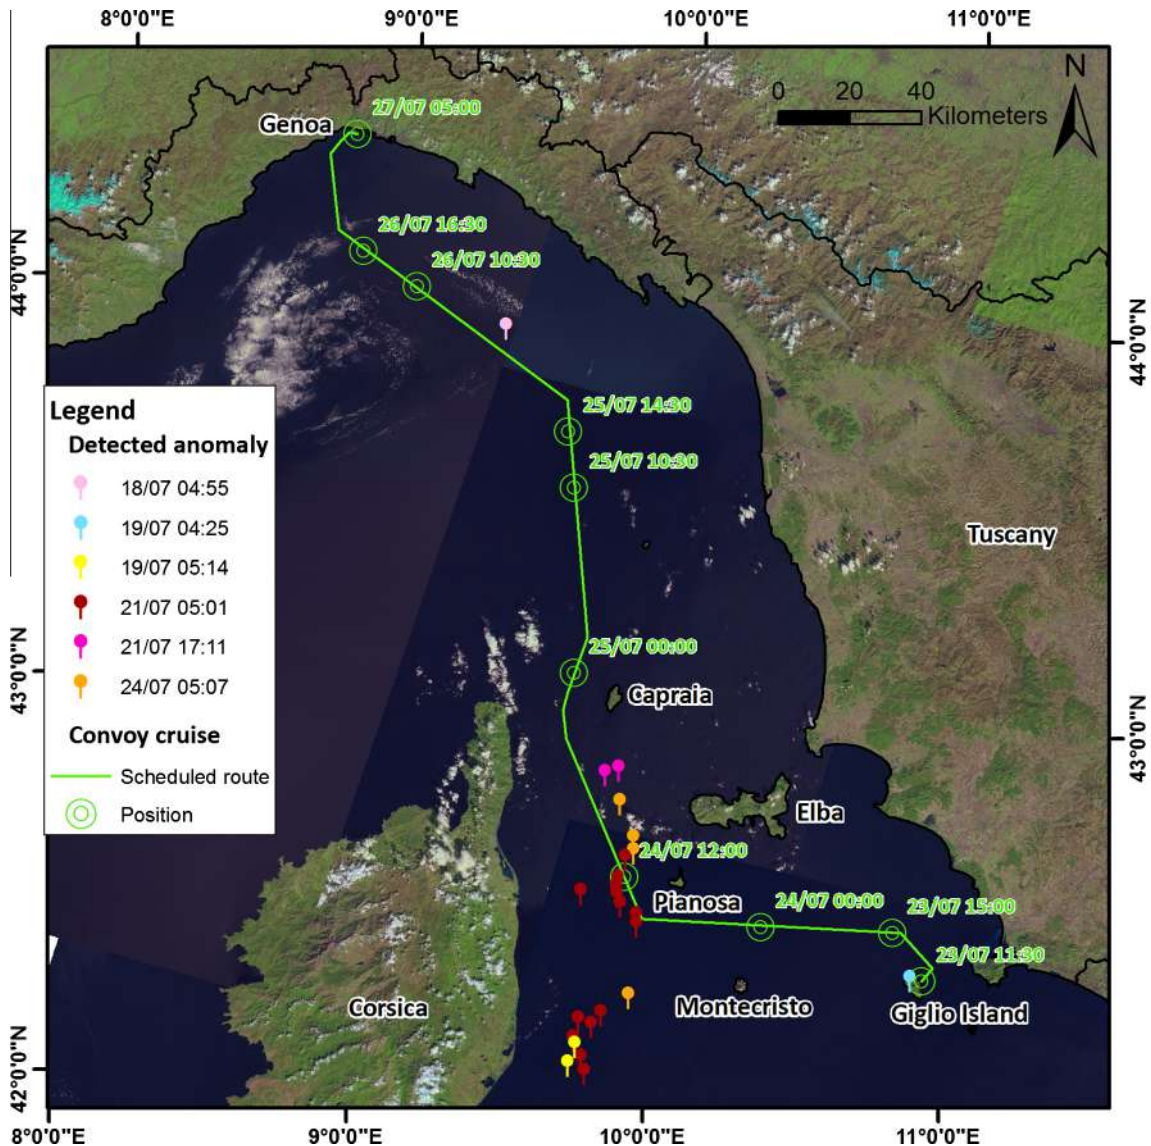 8°0'0"E
9°0'0"E
10°0'0"E
11°0'0"E
N
0
20
40
Kilometers
27/07 05:00
Genoa
26/07 16:30
26/07 10:30
44°0'0"N
44°0'0"N
25/07 14:30
25/07 10:30
Tuscany
Legend
Detected anomaly
18/07 04:55
19/07 04:25
19/07 05:14
21/07 05:01
21/07 17:11
24/07 05:07
Convoy cruise
Scheduled route
Position
43°0'0"N
43°0'0"N
25/07 00:00
Capraia
Elba
24/07 12:00
Pianosa
24/07 00:00
23/07 15:00
23/07 11:30
Corsica
Montecristo
Giglio Island
42°0'0"N
42°0'0"N
8°0'0"E
9°0'0"E
10°0'0"E
11°0'0"E